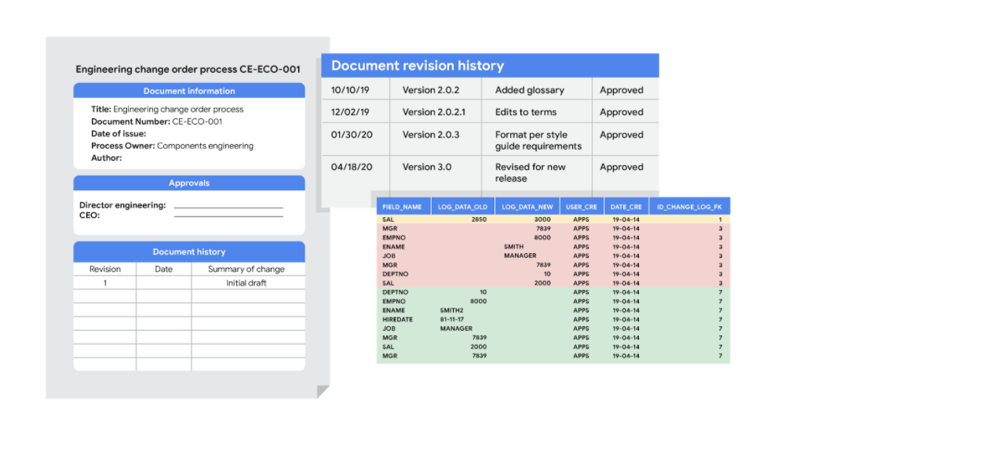 Engineering change order process CE-ECO-001
Document information
Title: Engineering change order process
Document Number: CE-ECO-001
Date of issue:
Process Owner: Components engineering
Author:
Approvals
Director engineering:
CEO:
Document history
Revision Date Summary of change
1 Initial draft
Document revision history
10/10/19 Version 2.0.2 Added glossary Approved
12/02/19 Version 2.0.2.1 Edits to terms Approved
01/30/20 Version 2.0.3 Format per style Approved
guide requirements
04/18/20 Version 3.0 Revised for new Approved
release
FIELD_NAME LOG_DATA_OLD LOG_DATA_NEW USER_CRE DATE_CRE ID_CHANGE_LOG_FK
SAL 2850 3000 APPS 19-04-14 1
MGR 7839 APPS 19-04-14 3
EMPNO 8000 APPS 19-04-14 3
ENAME SMITH APPS 19-04-14 3
JOB MANAGER APPS 19-04-14 3
MGR 7839 APPS 19-04-14 3
DEPTNO 10 APPS 19-04-14 3
SAL 2000 APPS 19-04-14 3
DEPTNO 10 APPS 19-04-14 7
EMPNO 8000 APPS 19-04-14 7
ENAME SMITH2 APPS 19-04-14 7
HIREDATE 81-11-17 APPS 19-04-14 7
JOB MANAGER APPS 19-04-14 7
MGR 7839 APPS 19-04-14 7
SAL 2000 APPS 19-04-14 7
MGR 7839 APPS 19-04-14 7